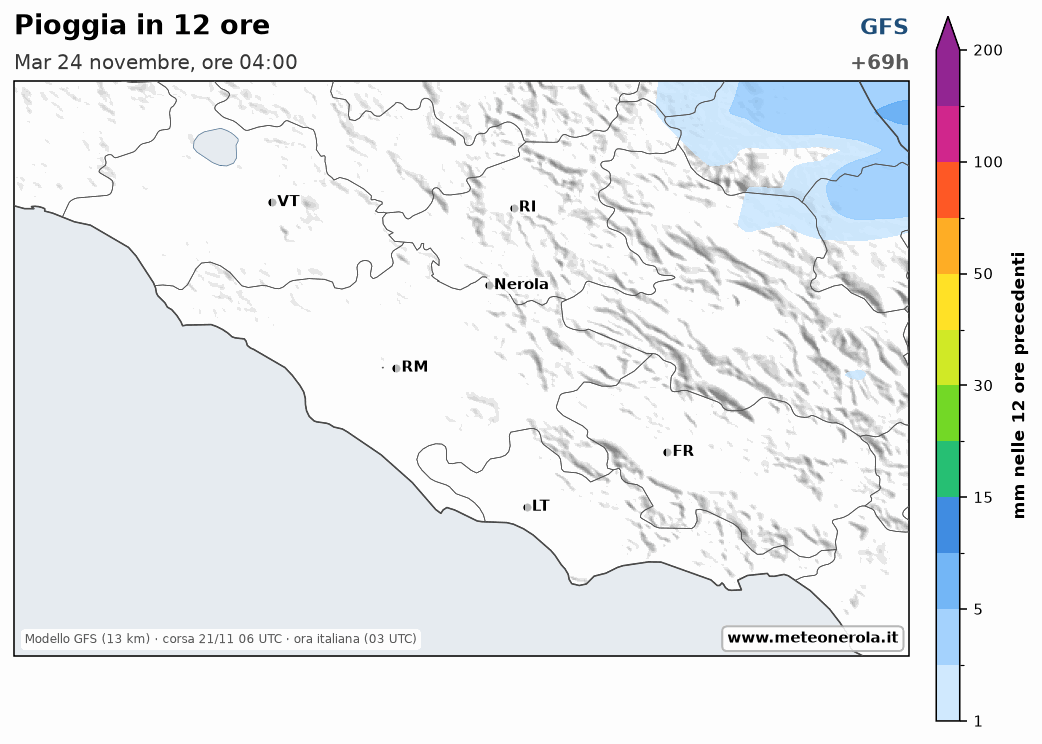 Pioggia in 12 ore
GFS
Mar 24 novembre, ore 04:00
+69h
200
100
50
30
15
5
1
mm nelle 12 ore precedenti
VT
RI
Nerola
RM
FR
LT
Modello GFS (13 km) · corsa 21/11 06 UTC · ora italiana (03 UTC)
www.meteonerola.it